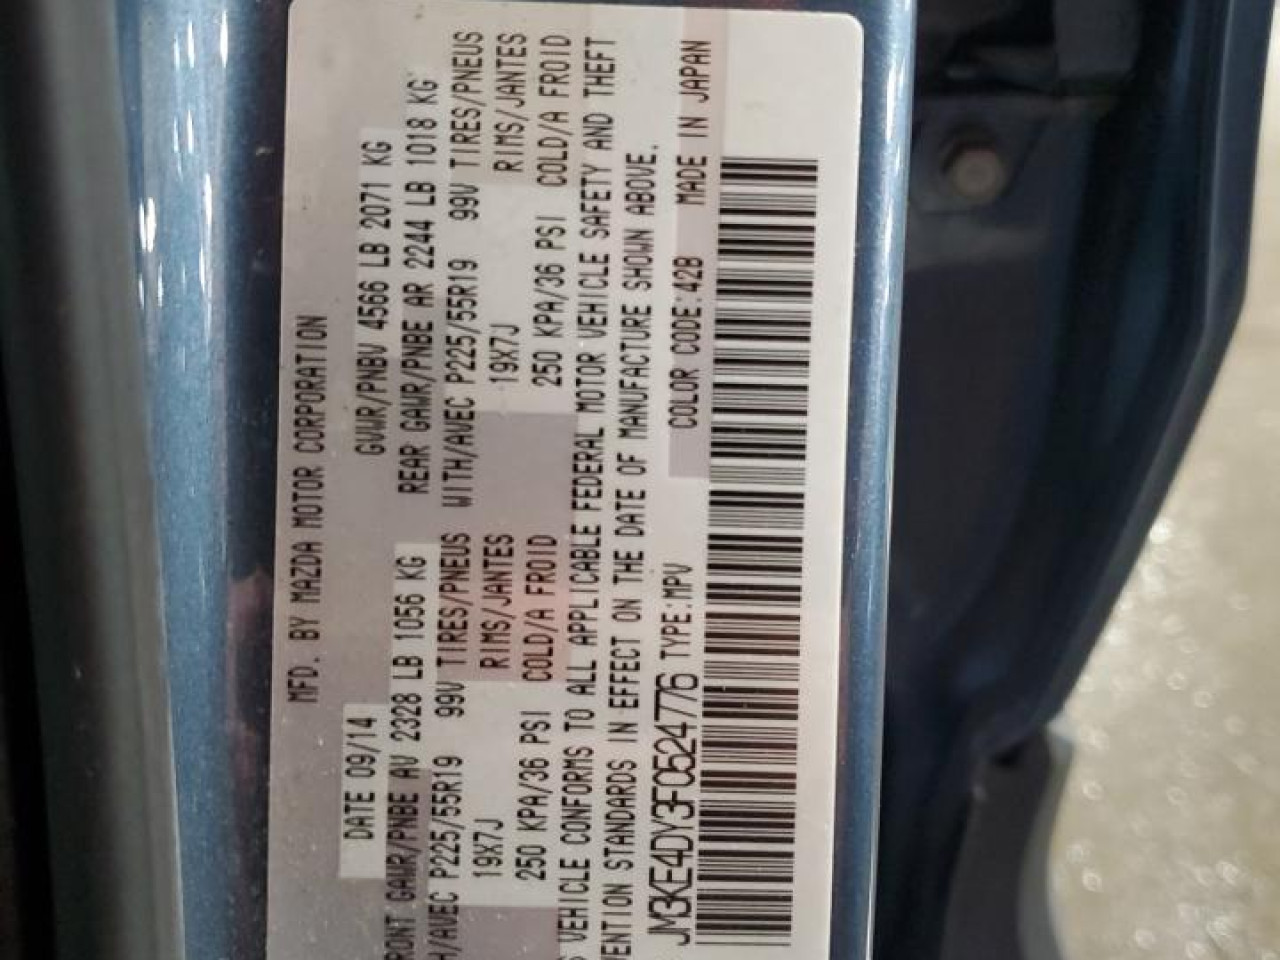 MFD. BY MAZDA MOTOR CORPORATION
DATE 09/14 GVWR/PNBV 4566 LB 2071 KG
RONT GAWR/PNBE AV 2328 LB 1056 KG REAR GAWR/PNBE AR 2244 LB 1018 KG
H/AVEC P225/55R19 99V TIRES/PNEUS WITH/AVEC P225/55R19 99V TIRES/PNEUS
19X7J RIMS/JANTES 19X7J RIMS/JANTES
250 KPA/36 PSI COLD/A FROID 250 KPA/36 PSI COLD/A FROID
S VEHICLE CONFORMS TO ALL APPLICABLE FEDERAL MOTOR VEHICLE SAFETY AND THEFT
VENTION STANDARDS IN EFFECT ON THE DATE OF MANUFACTURE SHOWN ABOVE.
JM3KE4DY3F0524776 TYPE:MPV COLOR CODE:42B MADE IN JAPAN